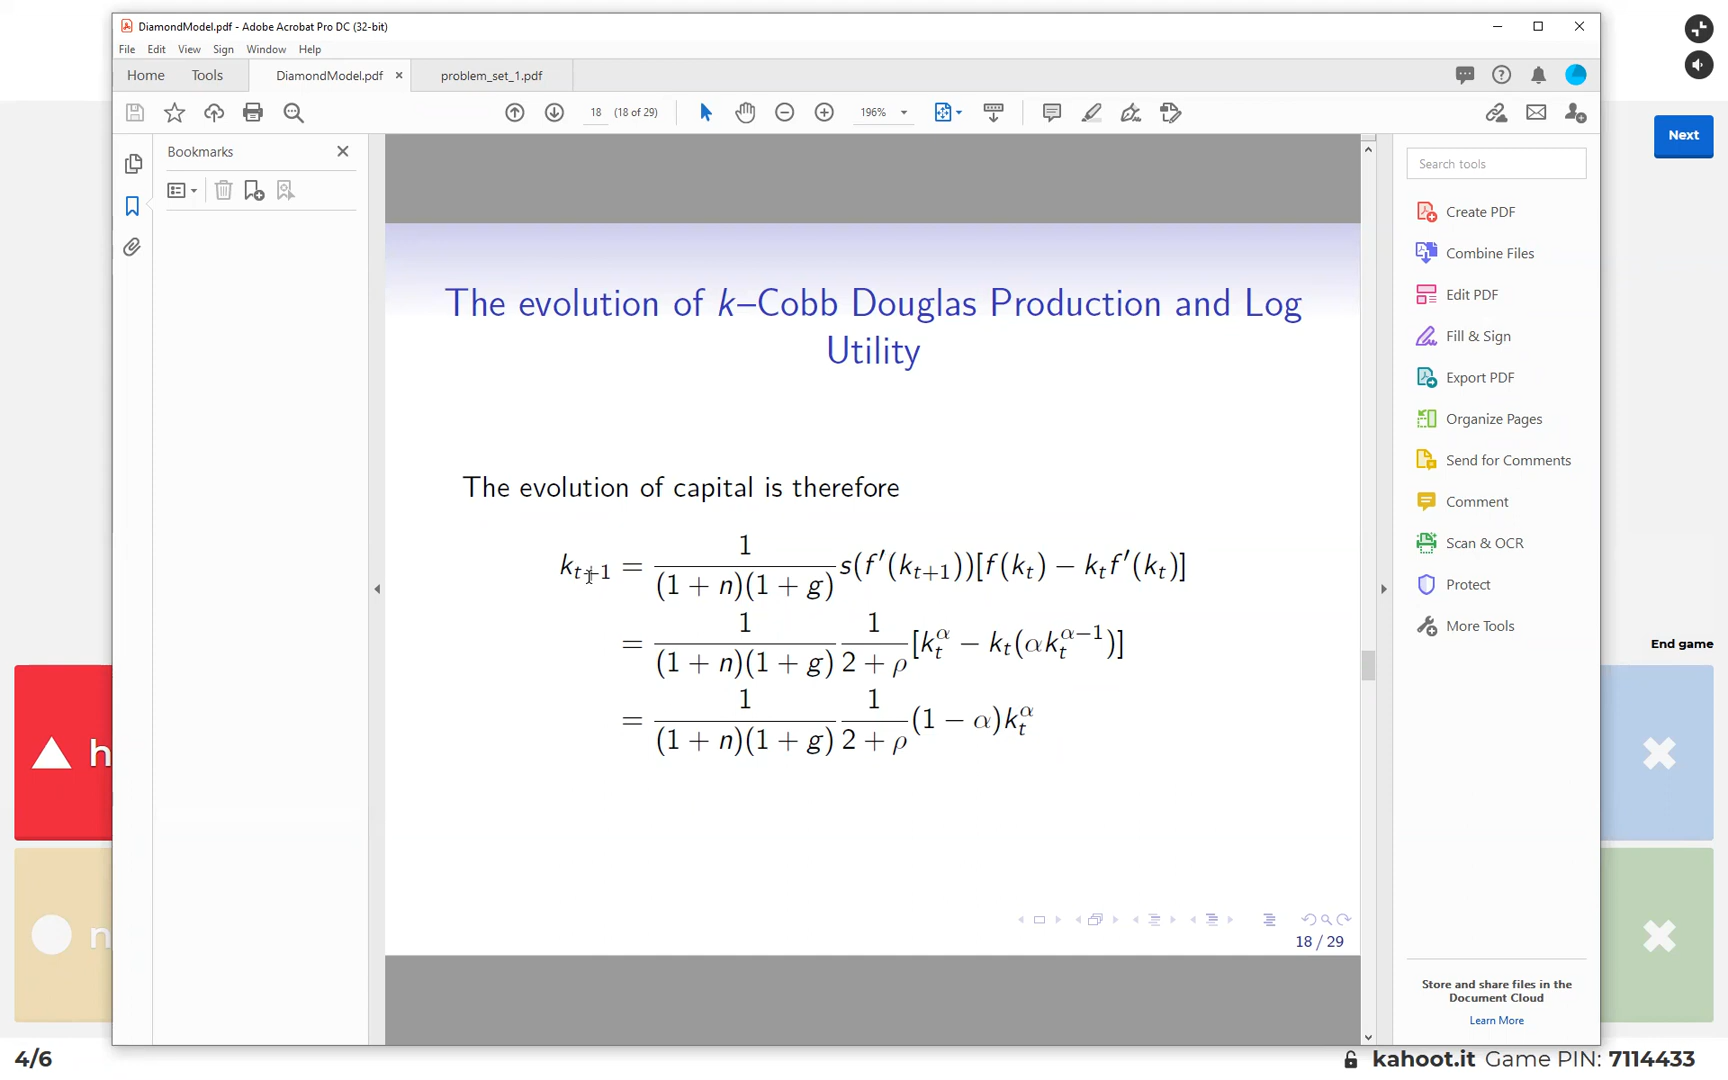 DiamondModel.pdf - Adobe Acrobat Pro DC (32-bit)
File Edit View Sign Window Help
Home Tools DiamondModel.pdf × problem_set_1.pdf
18 (18 of 29) 196%
Next
Bookmarks
Search tools
Create PDF
Combine Files
Edit PDF
Fill & Sign
Export PDF
Organize Pages
Send for Comments
Comment
Scan & OCR
Protect
More Tools
The evolution of k–Cobb Douglas Production and Log
Utility
The evolution of capital is therefore
k_{t+1} = \frac{1}{(1 + n)(1 + g)} s(f′(k_{t+1}))[f(k_t) − k_t f′(k_t)]
= \frac{1}{(1 + n)(1 + g)} \frac{1}{2 + ρ} [k_t^α − k_t(αk_t^{α−1})]
= \frac{1}{(1 + n)(1 + g)} \frac{1}{2 + ρ} (1 − α)k_t^α
18 / 29
Store and share files in the
Document Cloud
Learn More
End game
h
n
4/6
kahoot.it Game PIN: 7114433